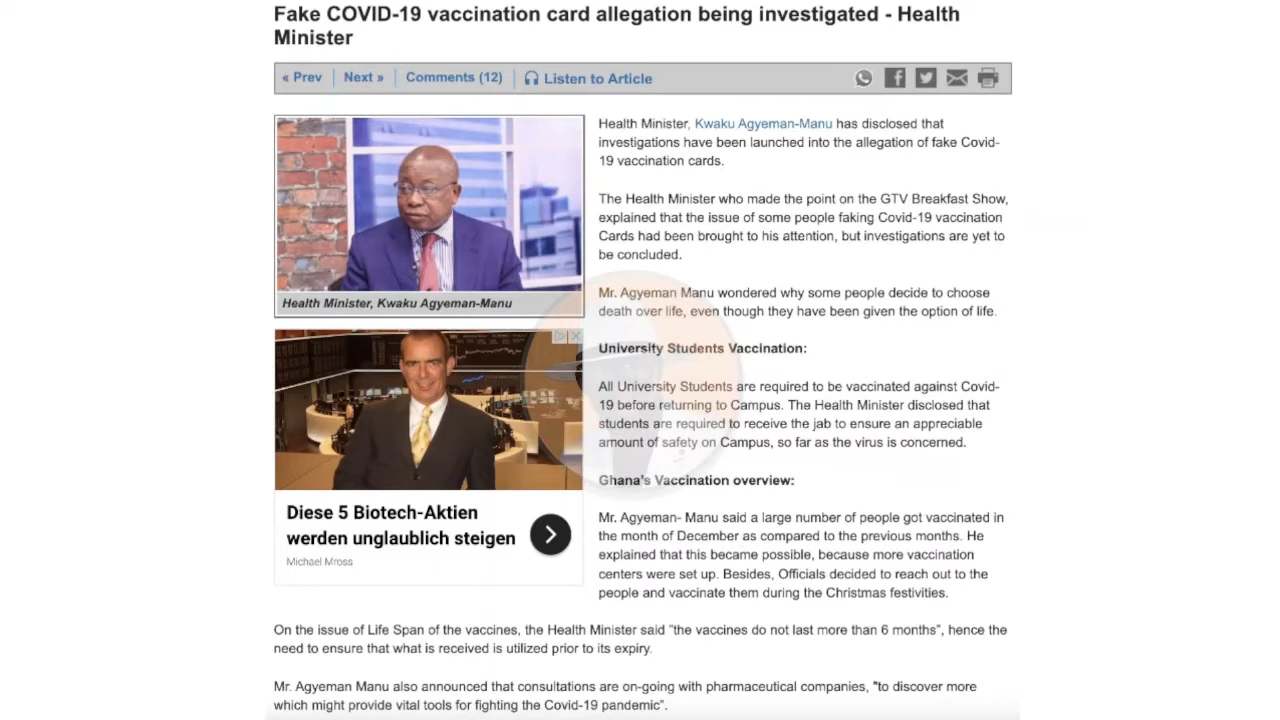 Fake COVID-19 vaccination card allegation being investigated - Health
Minister
« Prev
Next »
Comments (12)
Listen to Article
Health Minister, Kwaku Agyeman-Manu
Health Minister, Kwaku Agyeman-Manu has disclosed that
investigations have been launched into the allegation of fake Covid-
19 vaccination cards.
The Health Minister who made the point on the GTV Breakfast Show,
explained that the issue of some people faking Covid-19 vaccination
Cards had been brought to his attention, but investigations are yet to
be concluded.
Mr. Agyeman Manu wondered why some people decide to choose
death over life, even though they have been given the option of life.
University Students Vaccination:
All University Students are required to be vaccinated against Covid-
19 before returning to Campus. The Health Minister disclosed that
students are required to receive the jab to ensure an appreciable
amount of safety on Campus, so far as the virus is concerned.
Ghana's Vaccination overview:
Mr. Agyeman- Manu said a large number of people got vaccinated in
the month of December as compared to the previous months. He
explained that this became possible, because more vaccination
centers were set up. Besides, Officials decided to reach out to the
people and vaccinate them during the Christmas festivities.
Diese 5 Biotech-Aktien
werden unglaublich steigen
Michael Mross
On the issue of Life Span of the vaccines, the Health Minister said "the vaccines do not last more than 6 months", hence the
need to ensure that what is received is utilized prior to its expiry.
Mr. Agyeman Manu also announced that consultations are on-going with pharmaceutical companies, "to discover more
which might provide vital tools for fighting the Covid-19 pandemic".